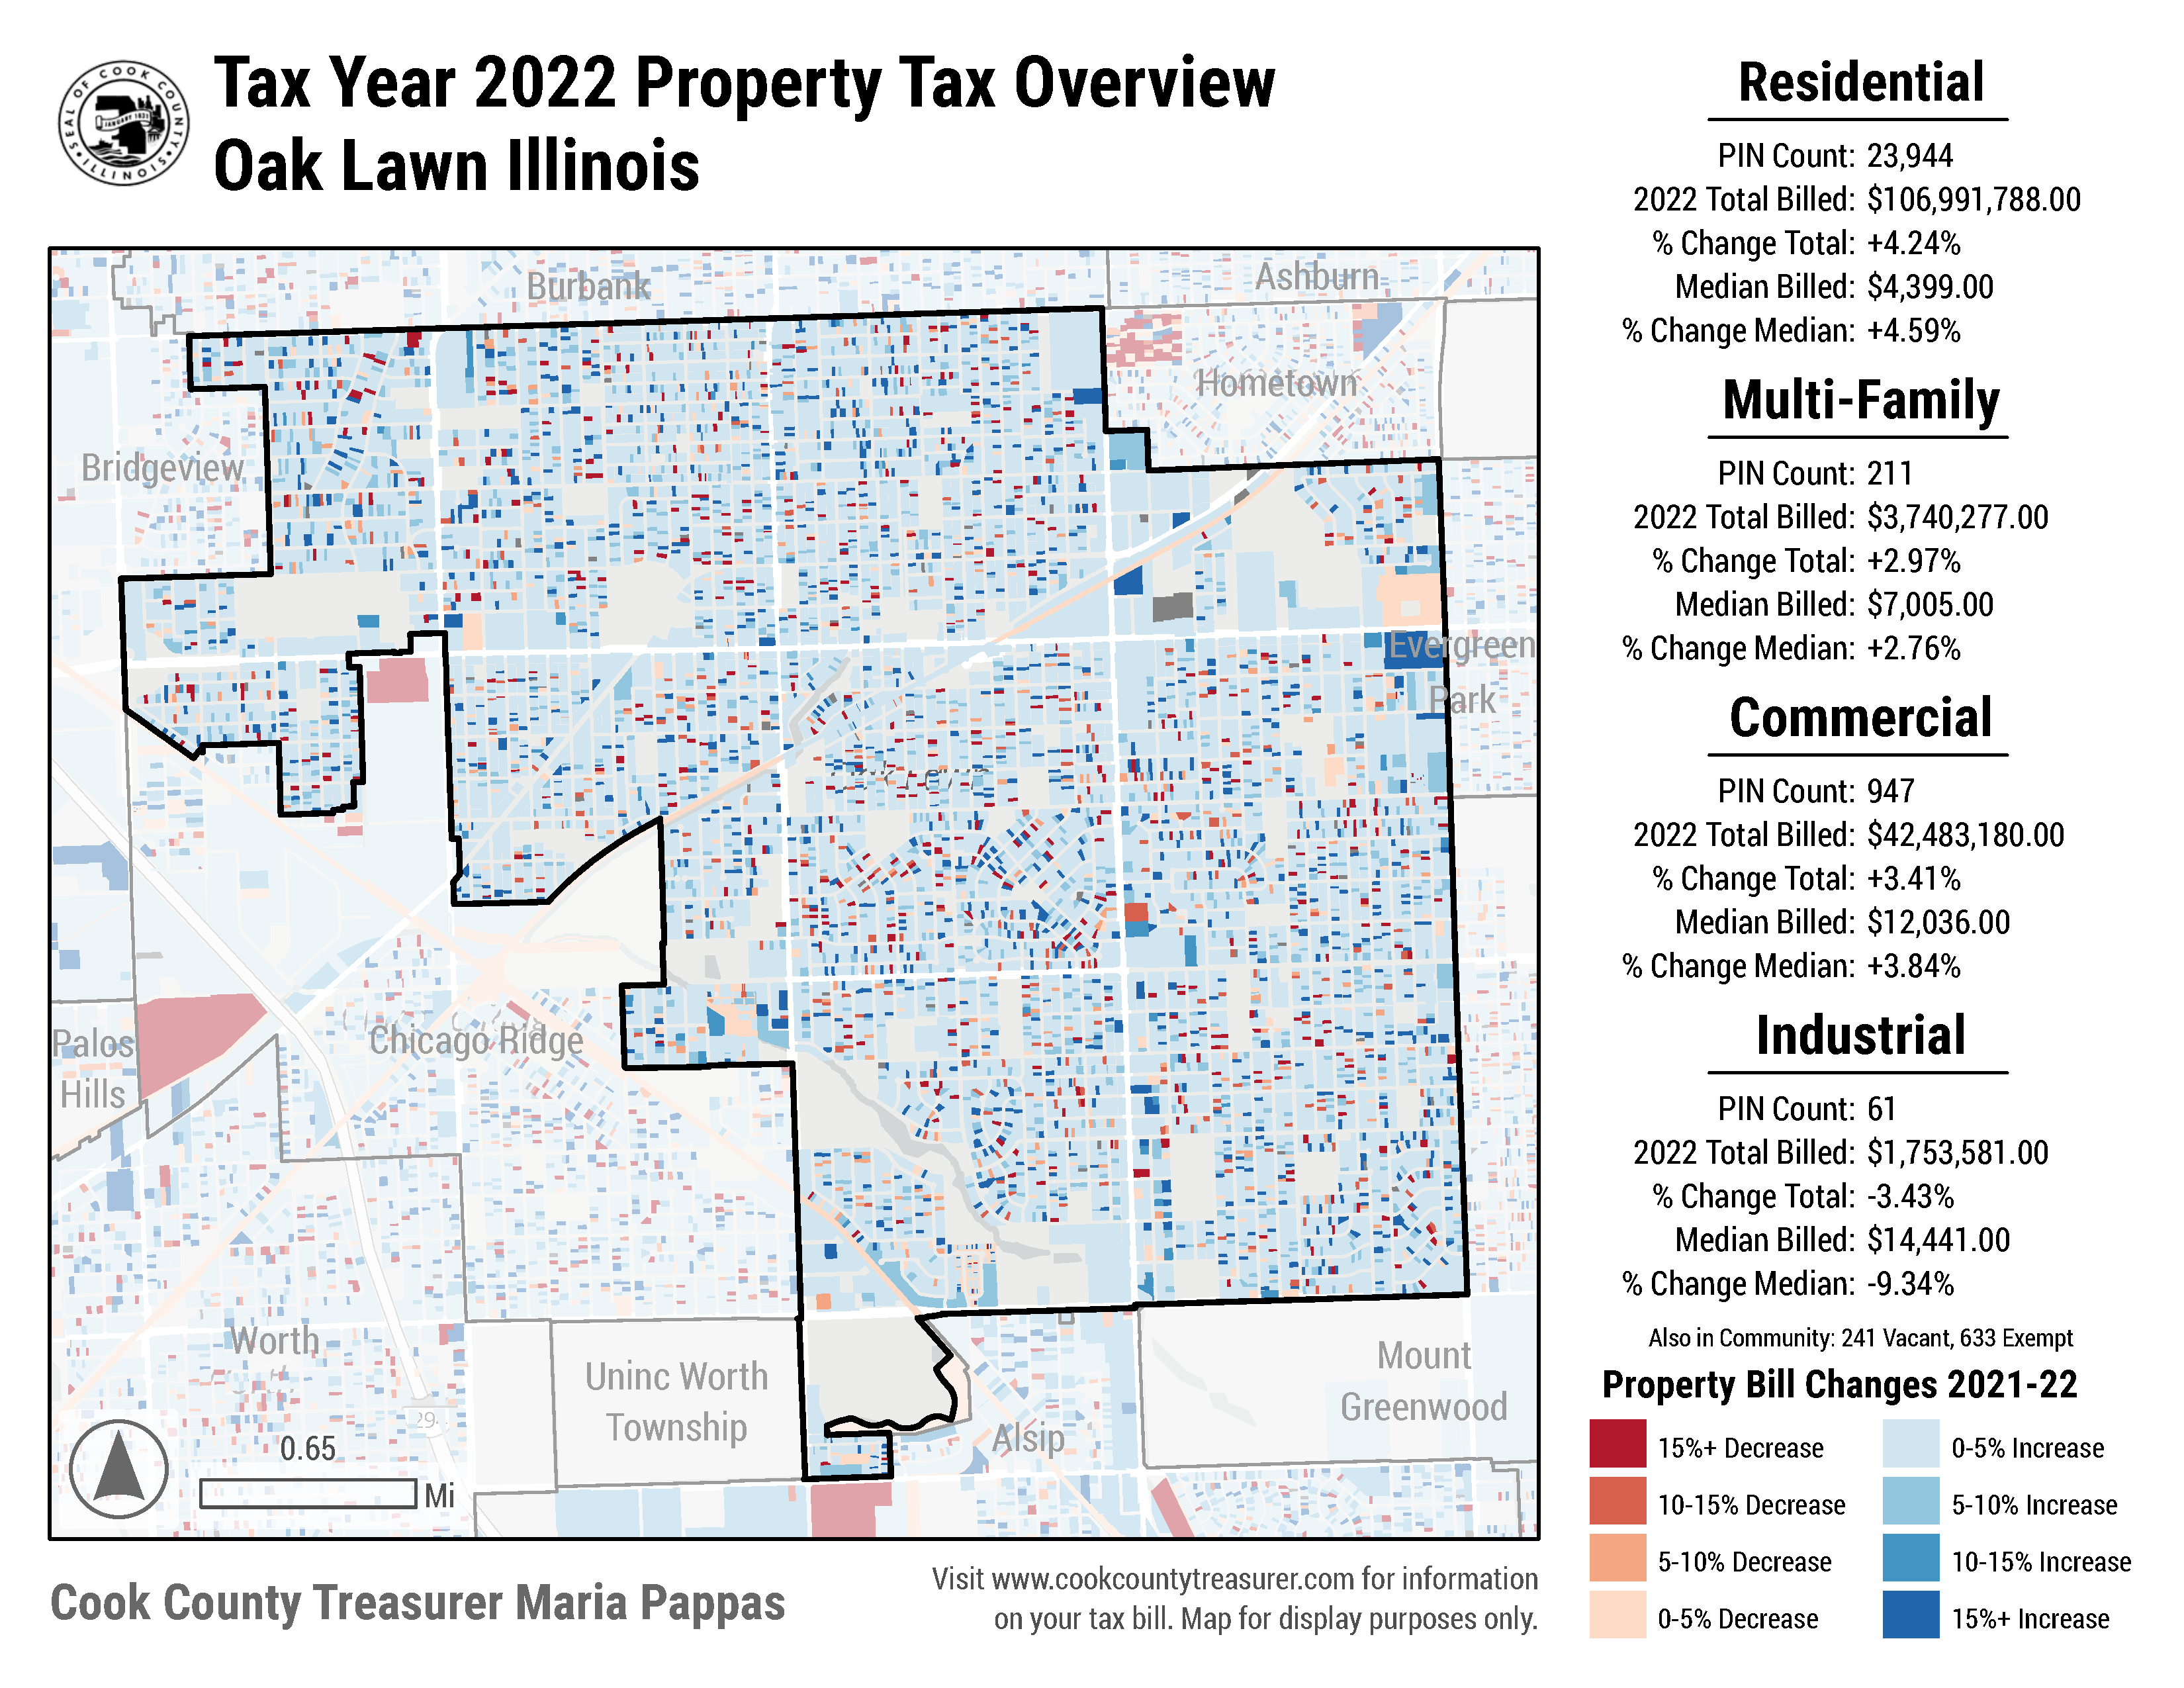 SEAL OF COOK COUNTY
JANUARY 1831
ILLINOIS
Tax Year 2022 Property Tax Overview
Oak Lawn Illinois
Burbank
Ashburn
Hometown
Bridgeview
Evergreen
Park
Chicago Ridge
Palos
Hills
Worth
Uninc Worth
Township
Alsip
Mount
Greenwood
0.65
Mi
Cook County Treasurer Maria Pappas
Visit www.cookcountytreasurer.com for information
on your tax bill. Map for display purposes only.
Residential
PIN Count: 23,944
2022 Total Billed: $106,991,788.00
% Change Total: +4.24%
Median Billed: $4,399.00
% Change Median: +4.59%
Multi-Family
PIN Count: 211
2022 Total Billed: $3,740,277.00
% Change Total: +2.97%
Median Billed: $7,005.00
% Change Median: +2.76%
Commercial
PIN Count: 947
2022 Total Billed: $42,483,180.00
% Change Total: +3.41%
Median Billed: $12,036.00
% Change Median: +3.84%
Industrial
PIN Count: 61
2022 Total Billed: $1,753,581.00
% Change Total: -3.43%
Median Billed: $14,441.00
% Change Median: -9.34%
Also in Community: 241 Vacant, 633 Exempt
Property Bill Changes 2021-22
15%+ Decrease
0-5% Increase
10-15% Decrease
5-10% Increase
5-10% Decrease
10-15% Increase
0-5% Decrease
15%+ Increase